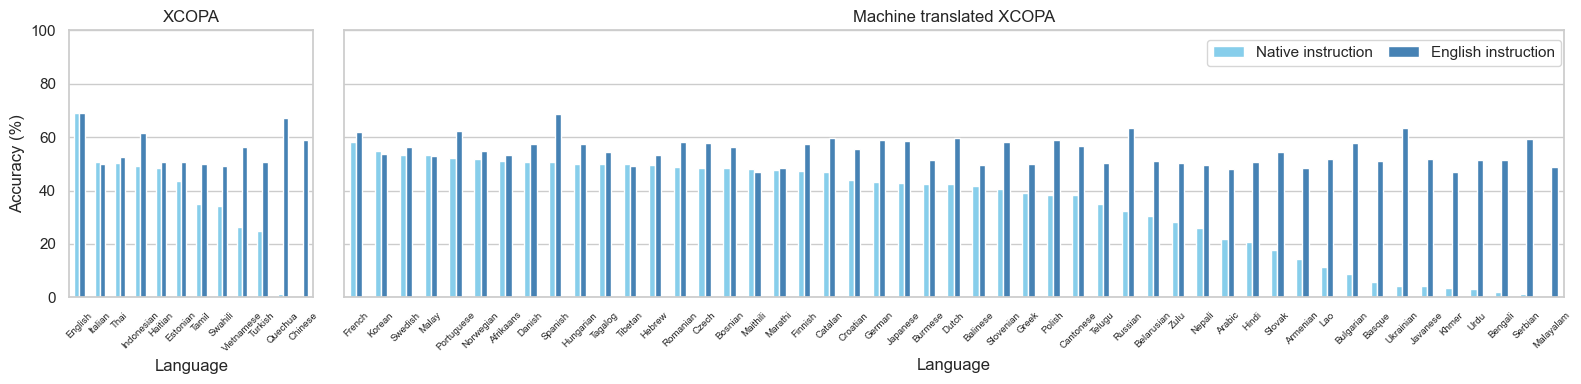 XCOPA
Machine translated XCOPA
100
80
60
40
20
0
Accuracy (%)
Native instruction
English instruction
English
Italian
Thai
Indonesian
Haitian
Estonian
Tamil
Swahili
Vietnamese
Turkish
Quechua
Chinese
Language
French
Korean
Swedish
Malay
Portuguese
Norwegian
Afrikaans
Danish
Spanish
Hungarian
Tagalog
Tibetan
Hebrew
Romanian
Czech
Bosnian
Maithili
Marathi
Finnish
Catalan
Croatian
German
Japanese
Burmese
Dutch
Balinese
Slovenian
Greek
Polish
Cantonese
Telugu
Russian
Belarusian
Zulu
Nepali
Arabic
Hindi
Slovak
Armenian
Lao
Bulgarian
Basque
Ukrainian
Javanese
Khmer
Urdu
Bengali
Serbian
Malayalam
Language